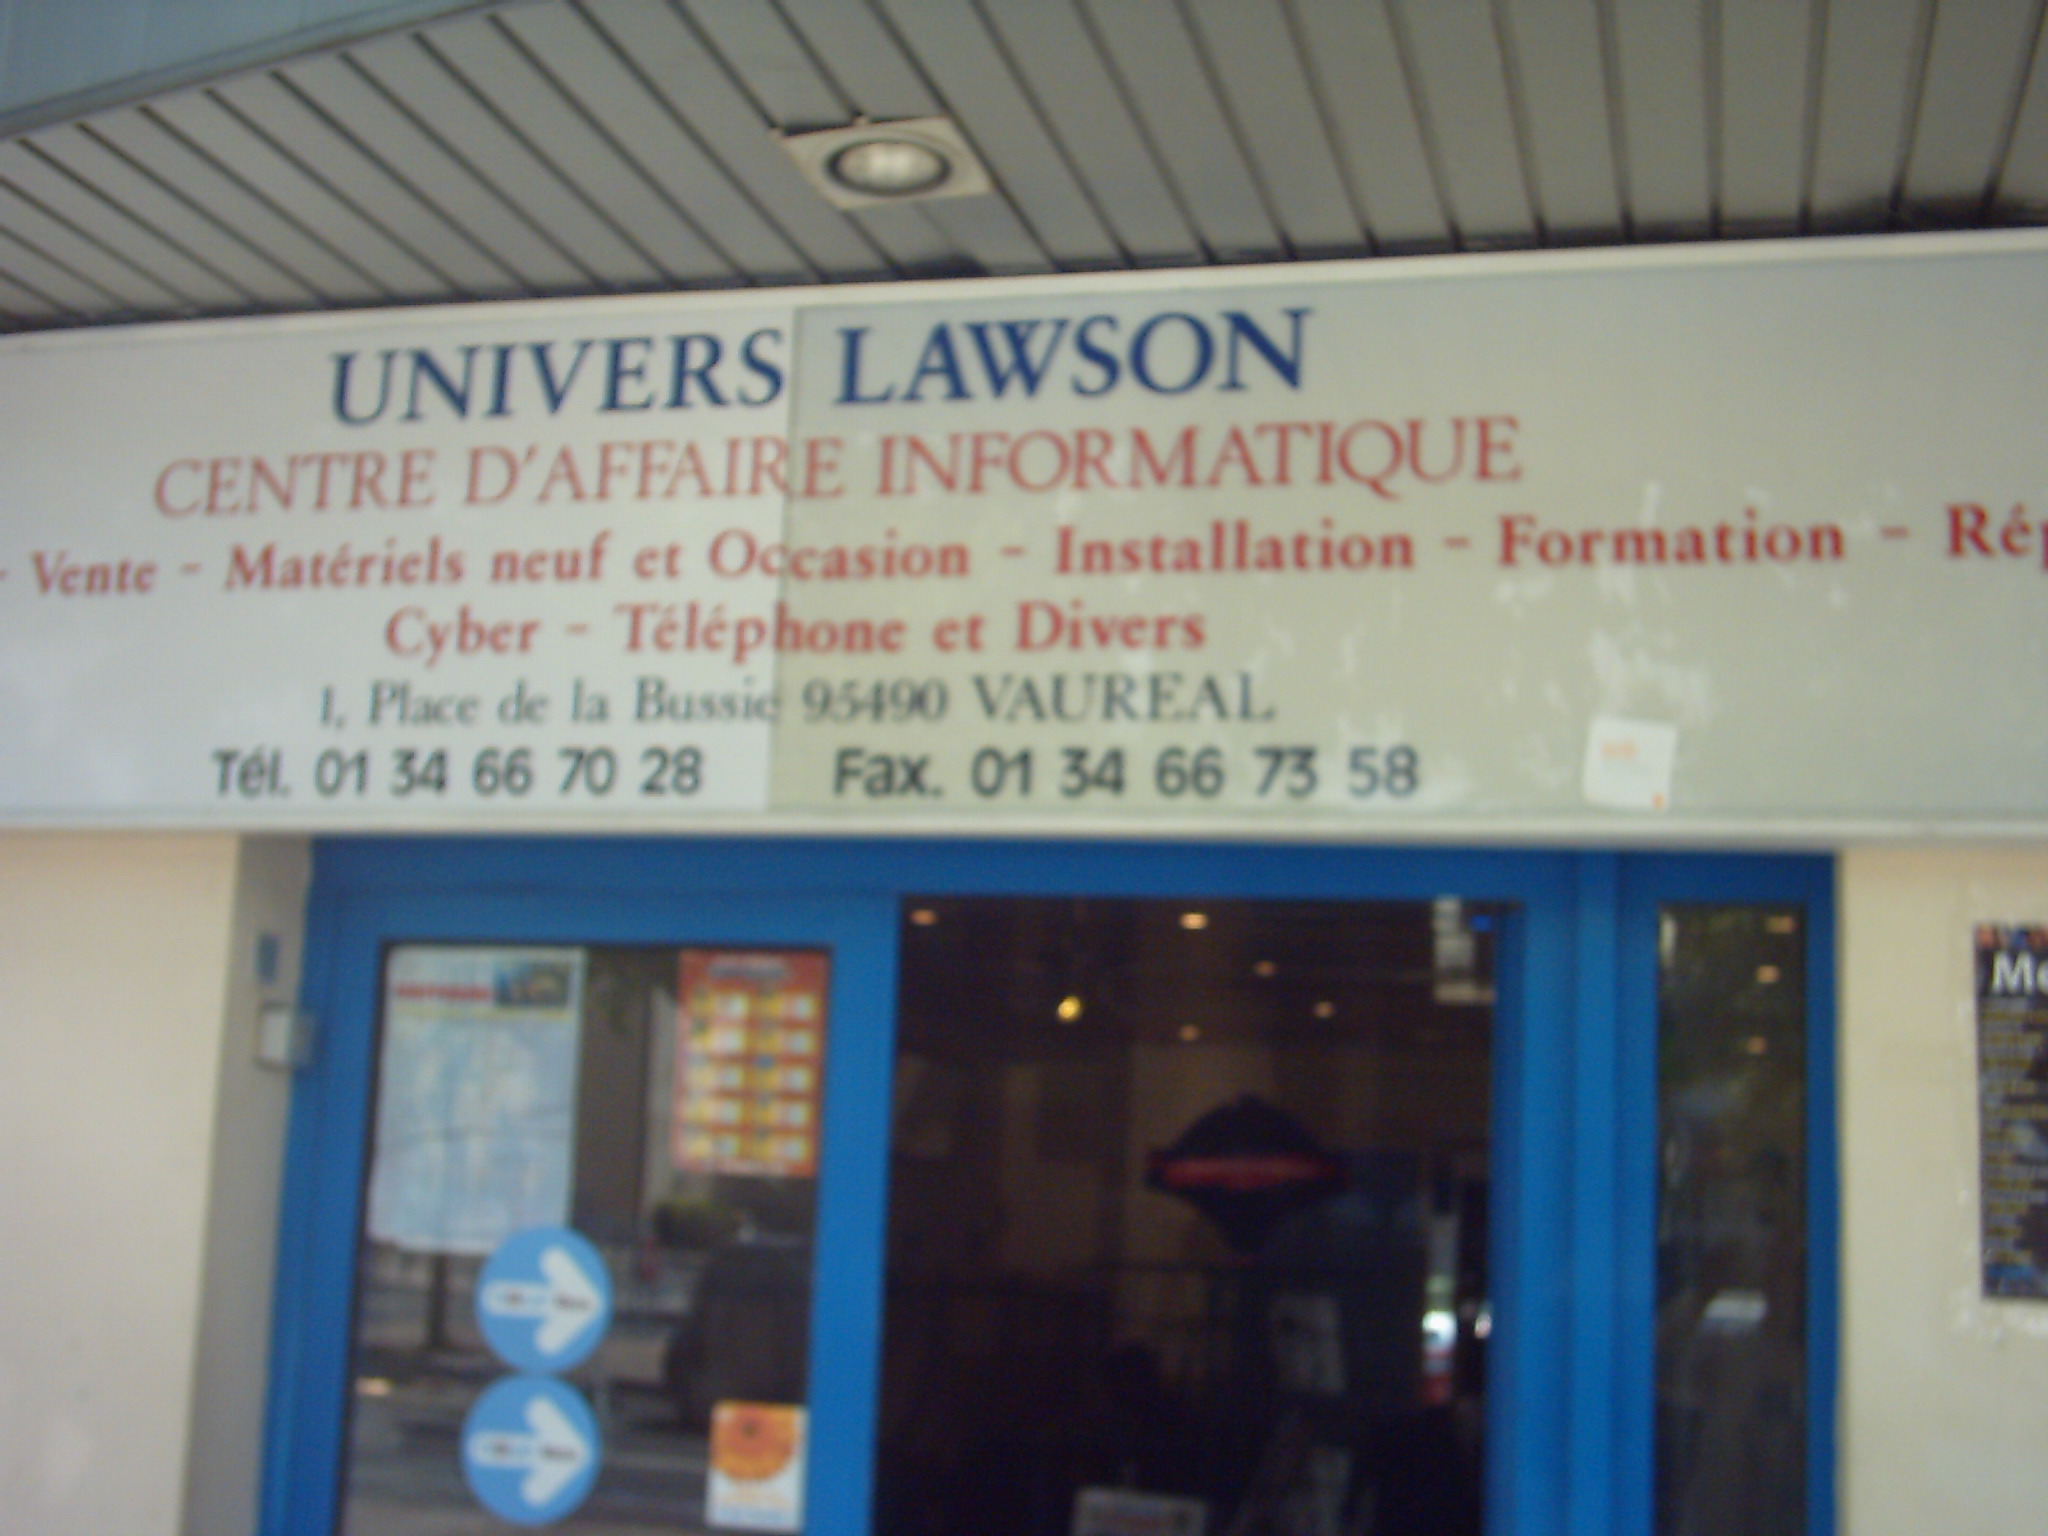 UNIVERS LAWSON
CENTRE D'AFFAIRE INFORMATIQUE
- Vente - Matériels neuf et Occasion - Installation - Formation - Rép
Cyber - Téléphone et Divers
1, Place de la Bussie 95490 VAUREAL
Tél. 01 34 66 70 28 Fax. 01 34 66 73 58